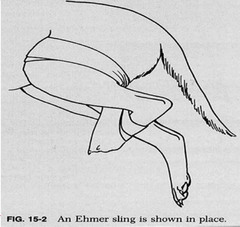 FIG. 15-2 An Ehmer sling is shown in place.